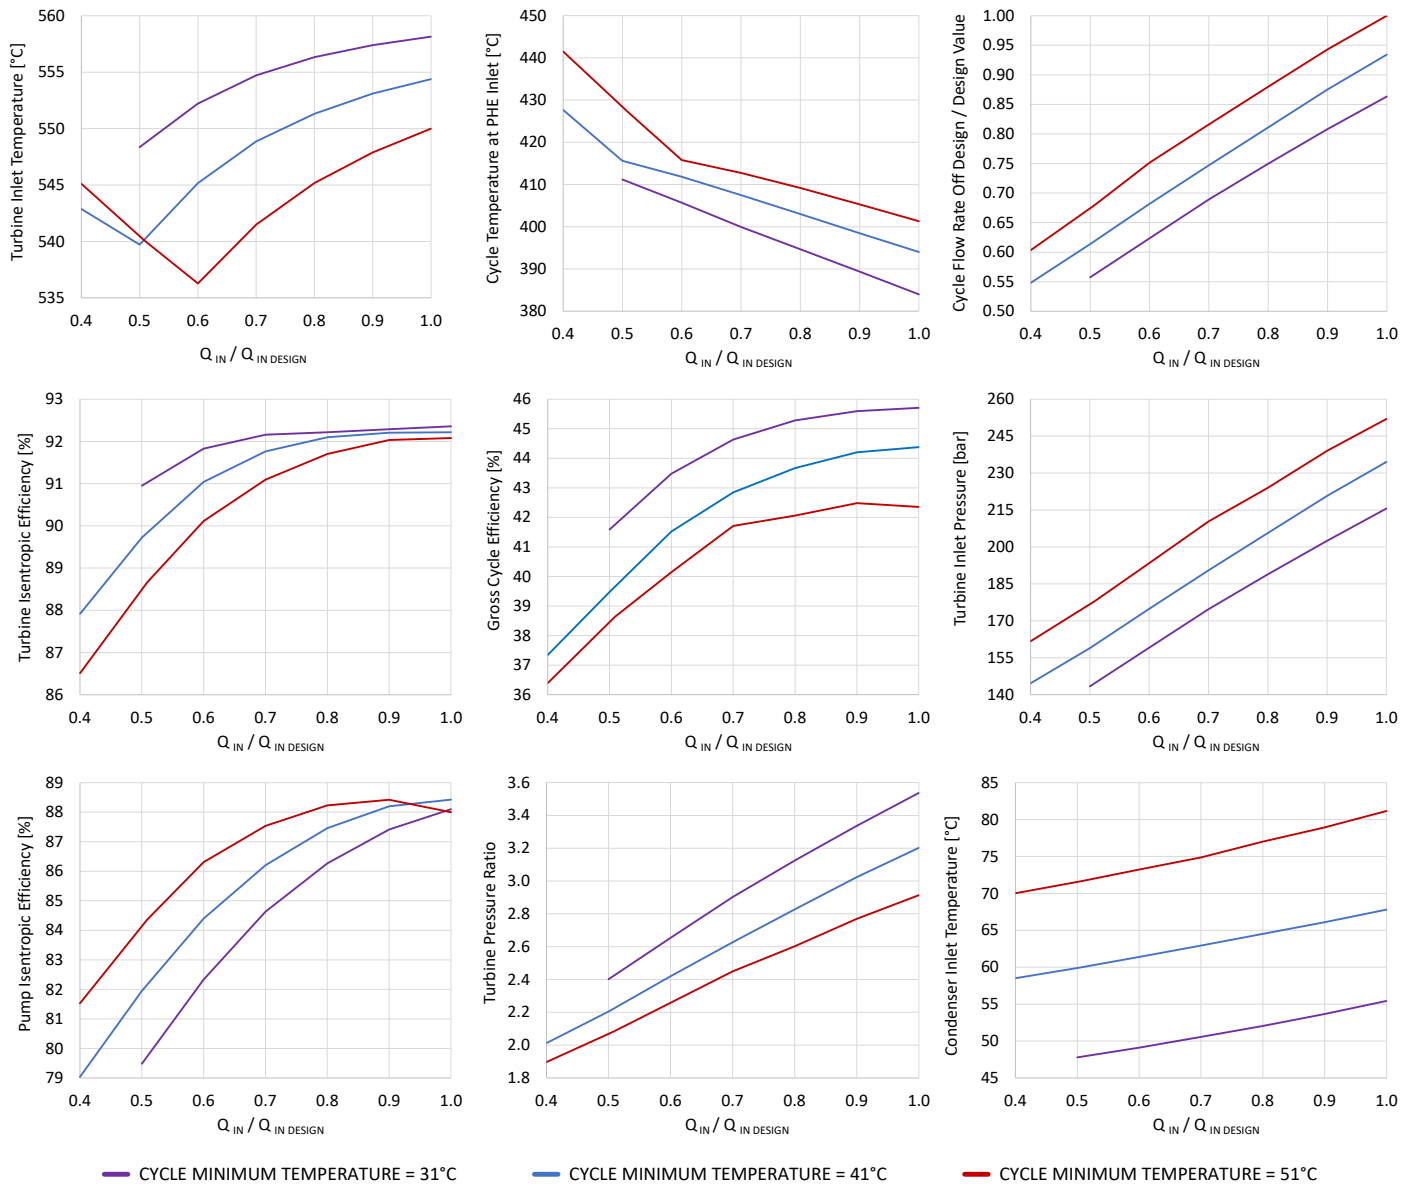 Turbine Inlet Temperature [°C]
560
555
550
545
540
535
0.4 0.5 0.6 0.7 0.8 0.9 1.0
Q IN / Q IN DESIGN
Cycle Temperature at PHE Inlet [°C]
450
440
430
420
410
400
390
380
0.4 0.5 0.6 0.7 0.8 0.9 1.0
Q IN / Q IN DESIGN
Cycle Flow Rate Off Design / Design Value
1.00
0.95
0.90
0.85
0.80
0.75
0.70
0.65
0.60
0.55
0.50
0.4 0.5 0.6 0.7 0.8 0.9 1.0
Q IN / Q IN DESIGN
Turbine Isentropic Efficiency [%]
93
92
91
90
89
88
87
86
0.4 0.5 0.6 0.7 0.8 0.9 1.0
Q IN / Q IN DESIGN
Gross Cycle Efficiency [%]
46
45
44
43
42
41
40
39
38
37
36
0.4 0.5 0.6 0.7 0.8 0.9 1.0
Q IN / Q IN DESIGN
Turbine Inlet Pressure [bar]
260
245
230
215
200
185
170
155
140
0.4 0.5 0.6 0.7 0.8 0.9 1.0
Q IN / Q IN DESIGN
Pump Isentropic Efficiency [%]
89
88
87
86
85
84
83
82
81
80
79
0.4 0.5 0.6 0.7 0.8 0.9 1.0
Q IN / Q IN DESIGN
Turbine Pressure Ratio
3.6
3.4
3.2
3.0
2.8
2.6
2.4
2.2
2.0
1.8
0.4 0.5 0.6 0.7 0.8 0.9 1.0
Q IN / Q IN DESIGN
Condenser Inlet Temperature [°C]
85
80
75
70
65
60
55
50
45
0.4 0.5 0.6 0.7 0.8 0.9 1.0
Q IN / Q IN DESIGN
CYCLE MINIMUM TEMPERATURE = 31°C
CYCLE MINIMUM TEMPERATURE = 41°C
CYCLE MINIMUM TEMPERATURE = 51°C